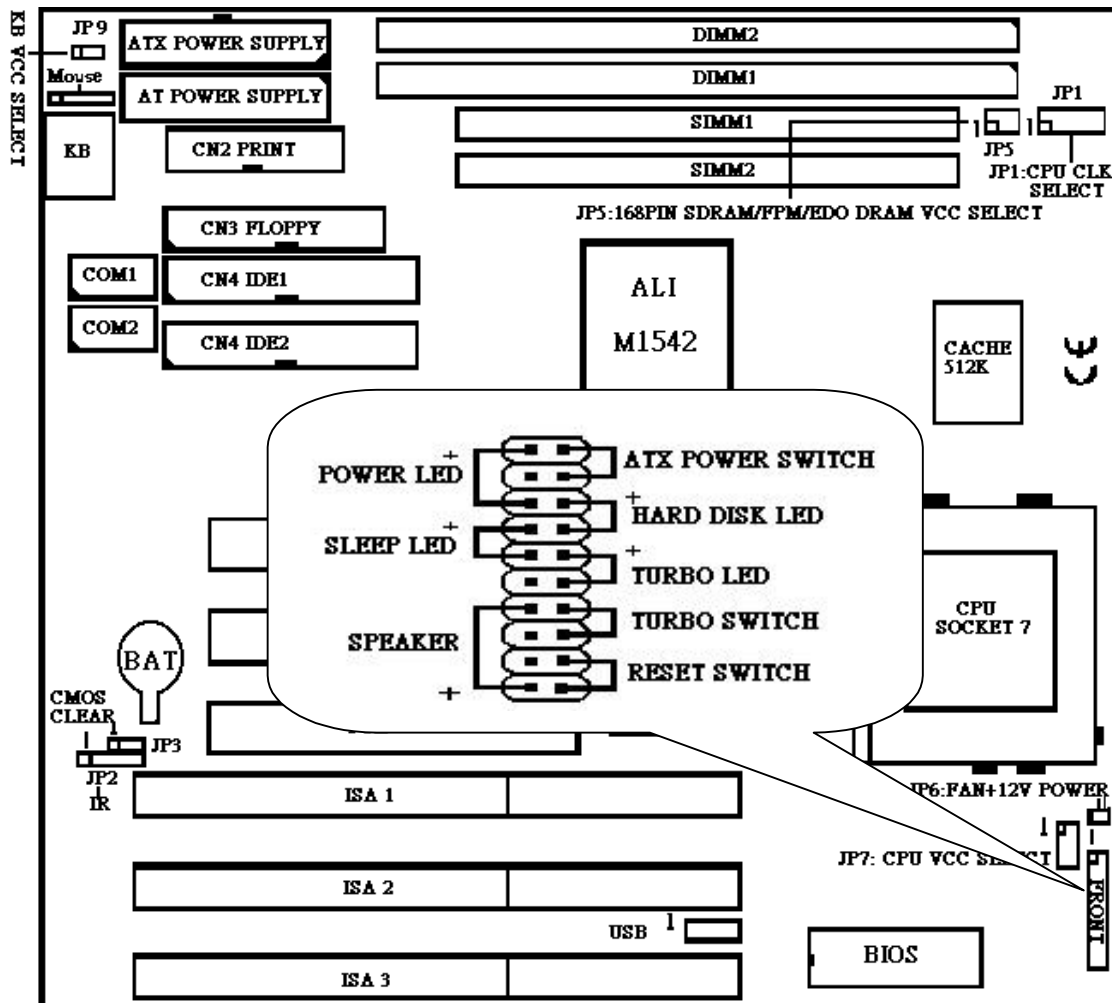 KB VCC SELECT
JP9
Mouse
KB
ATX POWER SUPPLY
AT POWER SUPPLY
CN2 PRINT
DIMM2
DIMM1
SIMM1
SIMM2
1
JP5
JP1
1
JP1:CPU CLK
SELECT
JP5:168PIN SDRAM/FPM/EDO DRAM VCC SELECT
CN3 FLOPPY
COM1
CN4 IDE1
COM2
CN4 IDE2
ALI
M1542
CACHE
512K
POWER LED
+
ATX POWER SWITCH
+
HARD DISK LED
SLEEP LED
+
+
TURBO LED
TURBO SWITCH
SPEAKER
RESET SWITCH
+
CPU
SOCKET 7
BAT
CMOS
CLEAR
1
JP3
JP2
IR
ISA 1
ISA 2
ISA 3
JP6:FAN+12V POWER
1
JP7: CPU VCC SELECT
FRONT
USB
1
BIOS